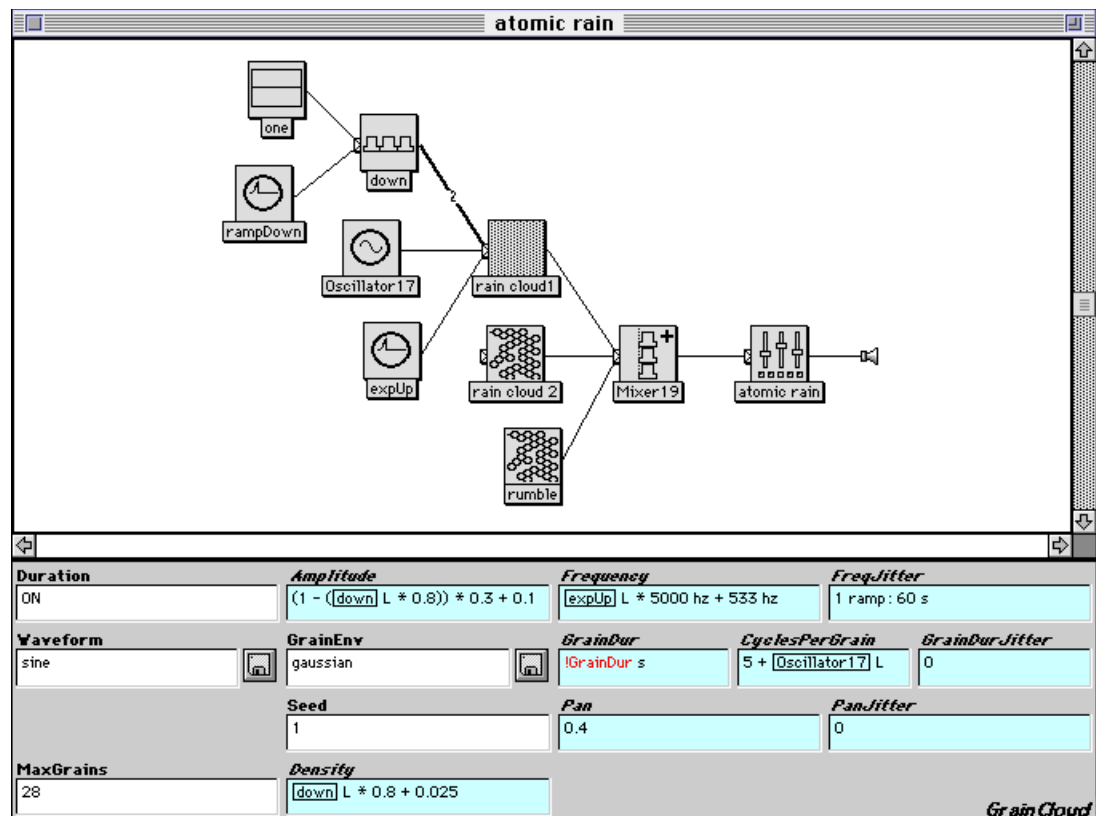 atomic rain
one
down
2
rampDown
Oscillator17
rain cloud1
expUp
rain cloud 2
Mixer19
atomic rain
rumble
Duration
Amplitude
Frequency
FreqJitter
ON
(1 - (down L * 0.8)) * 0.3 + 0.1
expUp L * 5000 hz + 533 hz
1 ramp: 60 s
Waveform
GrainEnv
GrainDur
CyclesPerGrain
GrainDurJitter
sine
gaussian
!GrainDur s
5 + Oscillator17 L
0
Seed
Pan
PanJitter
1
0.4
0
MaxGrains
Density
28
down L * 0.8 + 0.025
GrainCloud